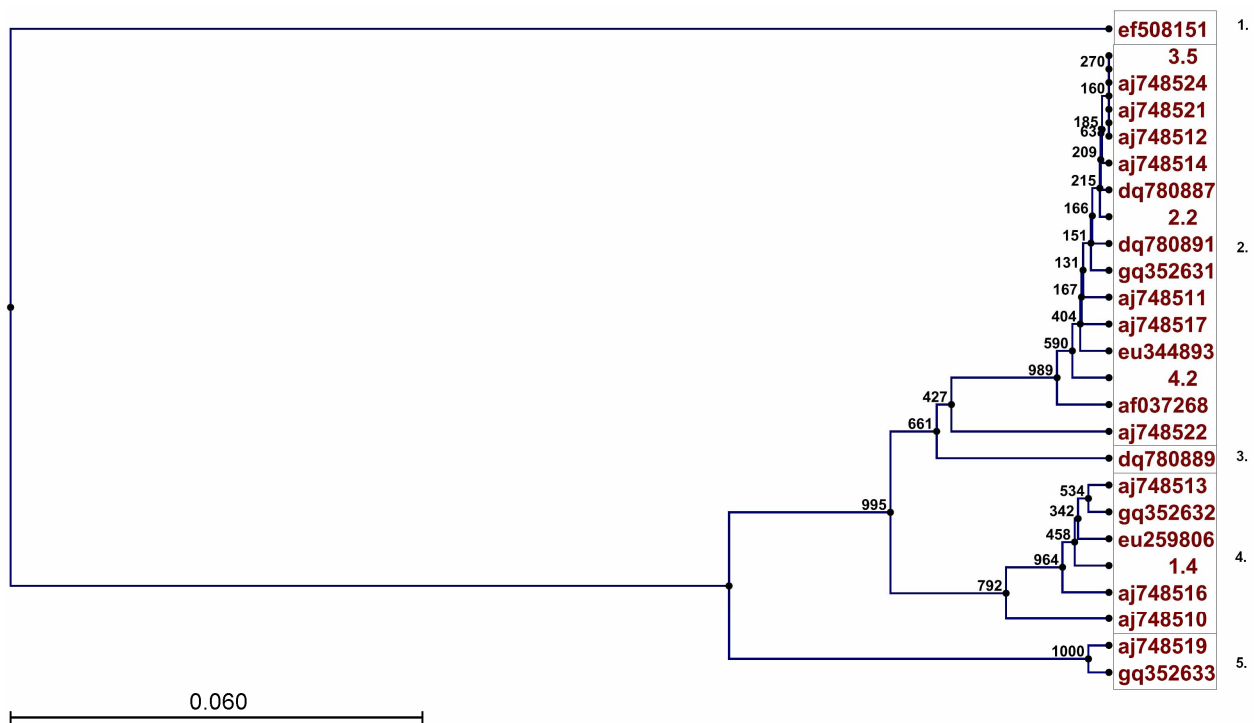 ef508151 1.
270 3.5
160 aj748524
aj748521
185
63 aj748512
209 aj748514
215 dq780887
166 2.2
151 dq780891 2.
131 gq352631
167 aj748511
404 aj748517
590 eu344893
989 4.2
427 af037268
661 aj748522
dq780889 3.
534 aj748513
995 342 gq352632
458 eu259806
964 1.4 4.
792 aj748516
aj748510
1000 aj748519
gq352633 5.
0.060